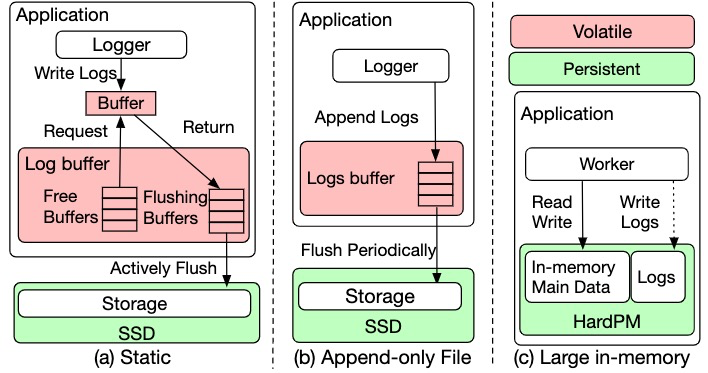 Application
Logger
Write Logs
Buffer
Request
Return
Log buffer
Free
Buffers
Flushing
Buffers
Actively Flush
Storage
SSD
(a) Static
Application
Logger
Append Logs
Logs buffer
Flush Periodically
Storage
SSD
(b) Append-only File
Volatile
Persistent
Application
Worker
Read
Write
Write
Logs
In-memory
Main Data
Logs
HardPM
(c) Large in-memory